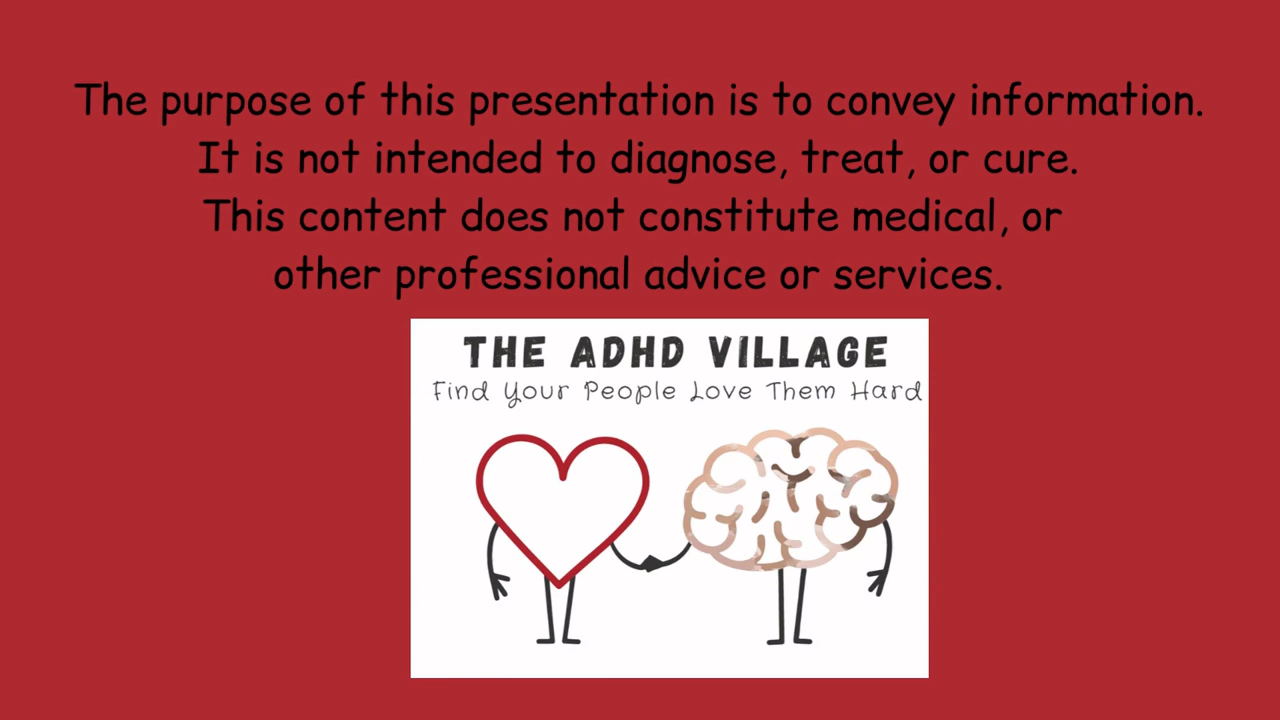 The purpose of this presentation is to convey information.
It is not intended to diagnose, treat, or cure.
This content does not constitute medical, or
other professional advice or services.
THE ADHD VILLAGE
Find Your People Love Them Hard